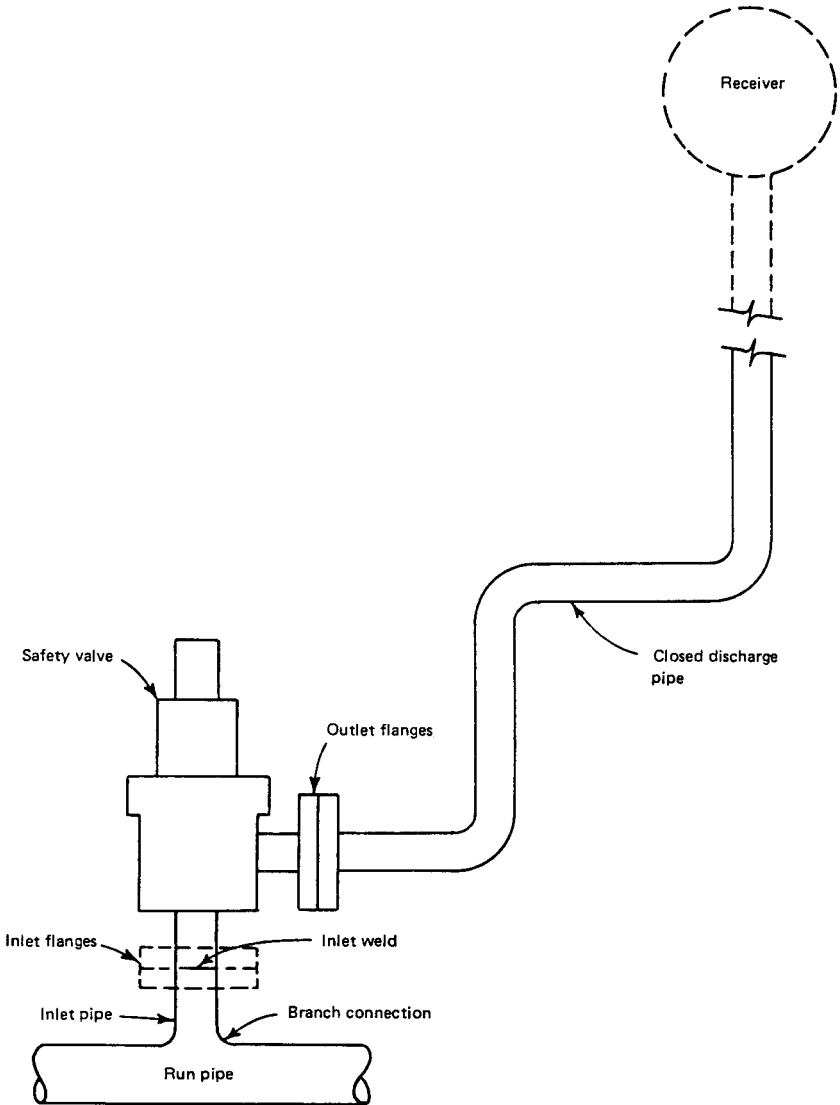 Receiver
Safety valve
Closed discharge
pipe
Outlet flanges
Inlet flanges
Inlet weld
Inlet pipe
Branch connection
Run pipe